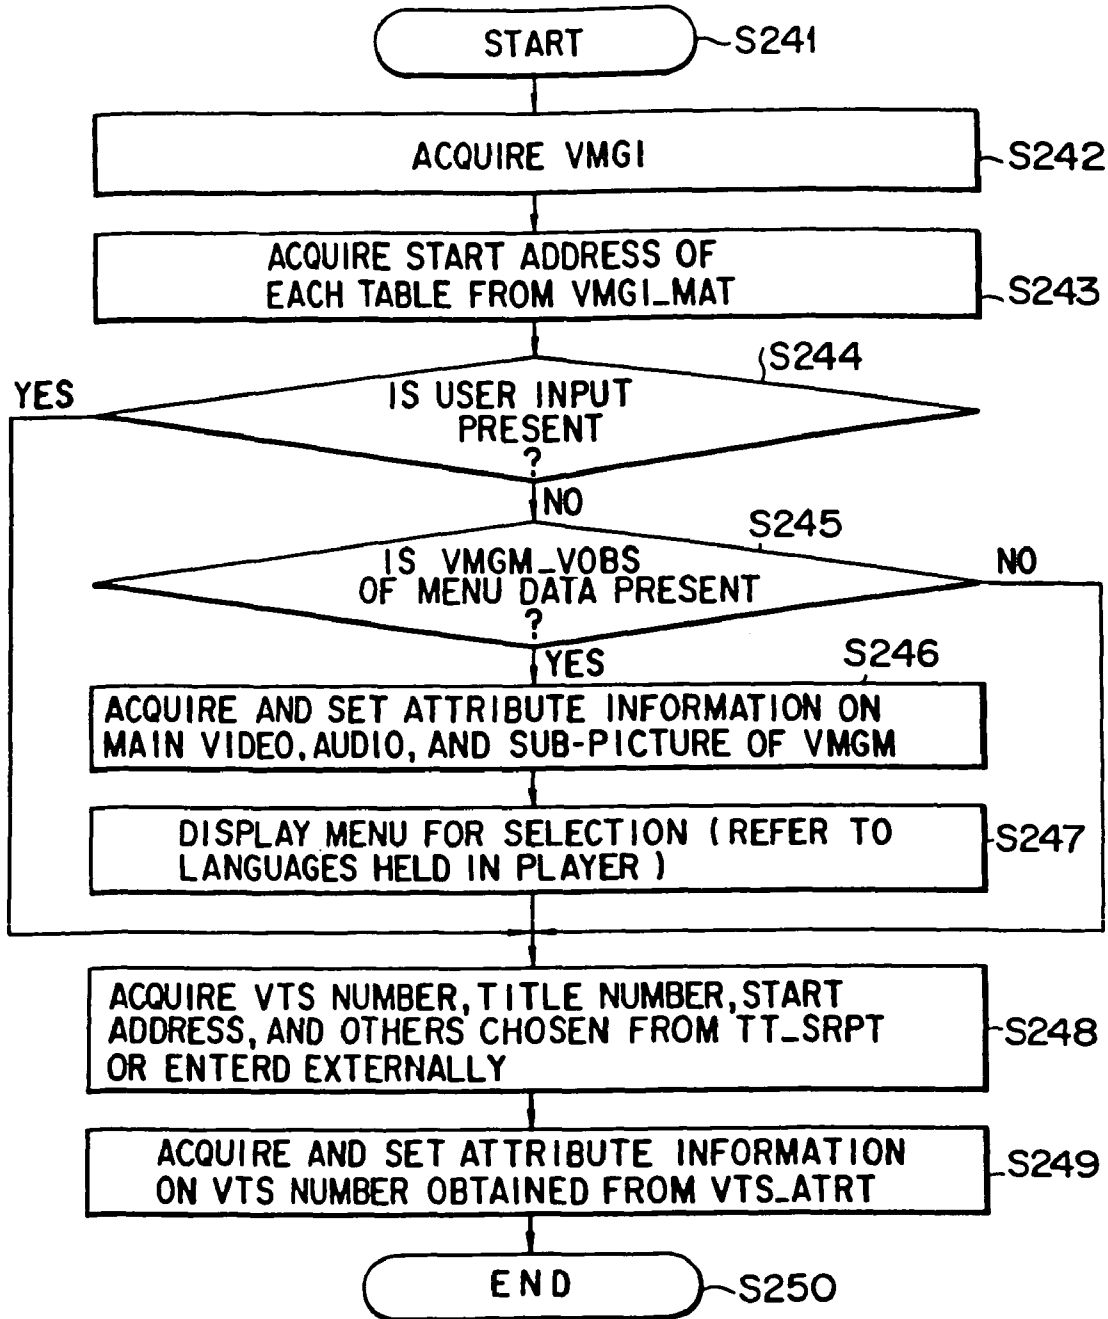 START
S241
ACQUIRE VMGI
S242
ACQUIRE START ADDRESS OF
EACH TABLE FROM VMGI_MAT
S243
S244
YES
IS USER INPUT
PRESENT
?
NO
S245
IS VMGM_VOBS
OF MENU DATA PRESENT
?
NO
YES
S246
ACQUIRE AND SET ATTRIBUTE INFORMATION ON
MAIN VIDEO, AUDIO, AND SUB-PICTURE OF VMGM
DISPLAY MENU FOR SELECTION (REFER TO
LANGUAGES HELD IN PLAYER)
S247
ACQUIRE VTS NUMBER, TITLE NUMBER, START
ADDRESS, AND OTHERS CHOSEN FROM TT_SRPT
OR ENTERD EXTERNALLY
S248
ACQUIRE AND SET ATTRIBUTE INFORMATION
ON VTS NUMBER OBTAINED FROM VTS_ATRT
S249
END
S250